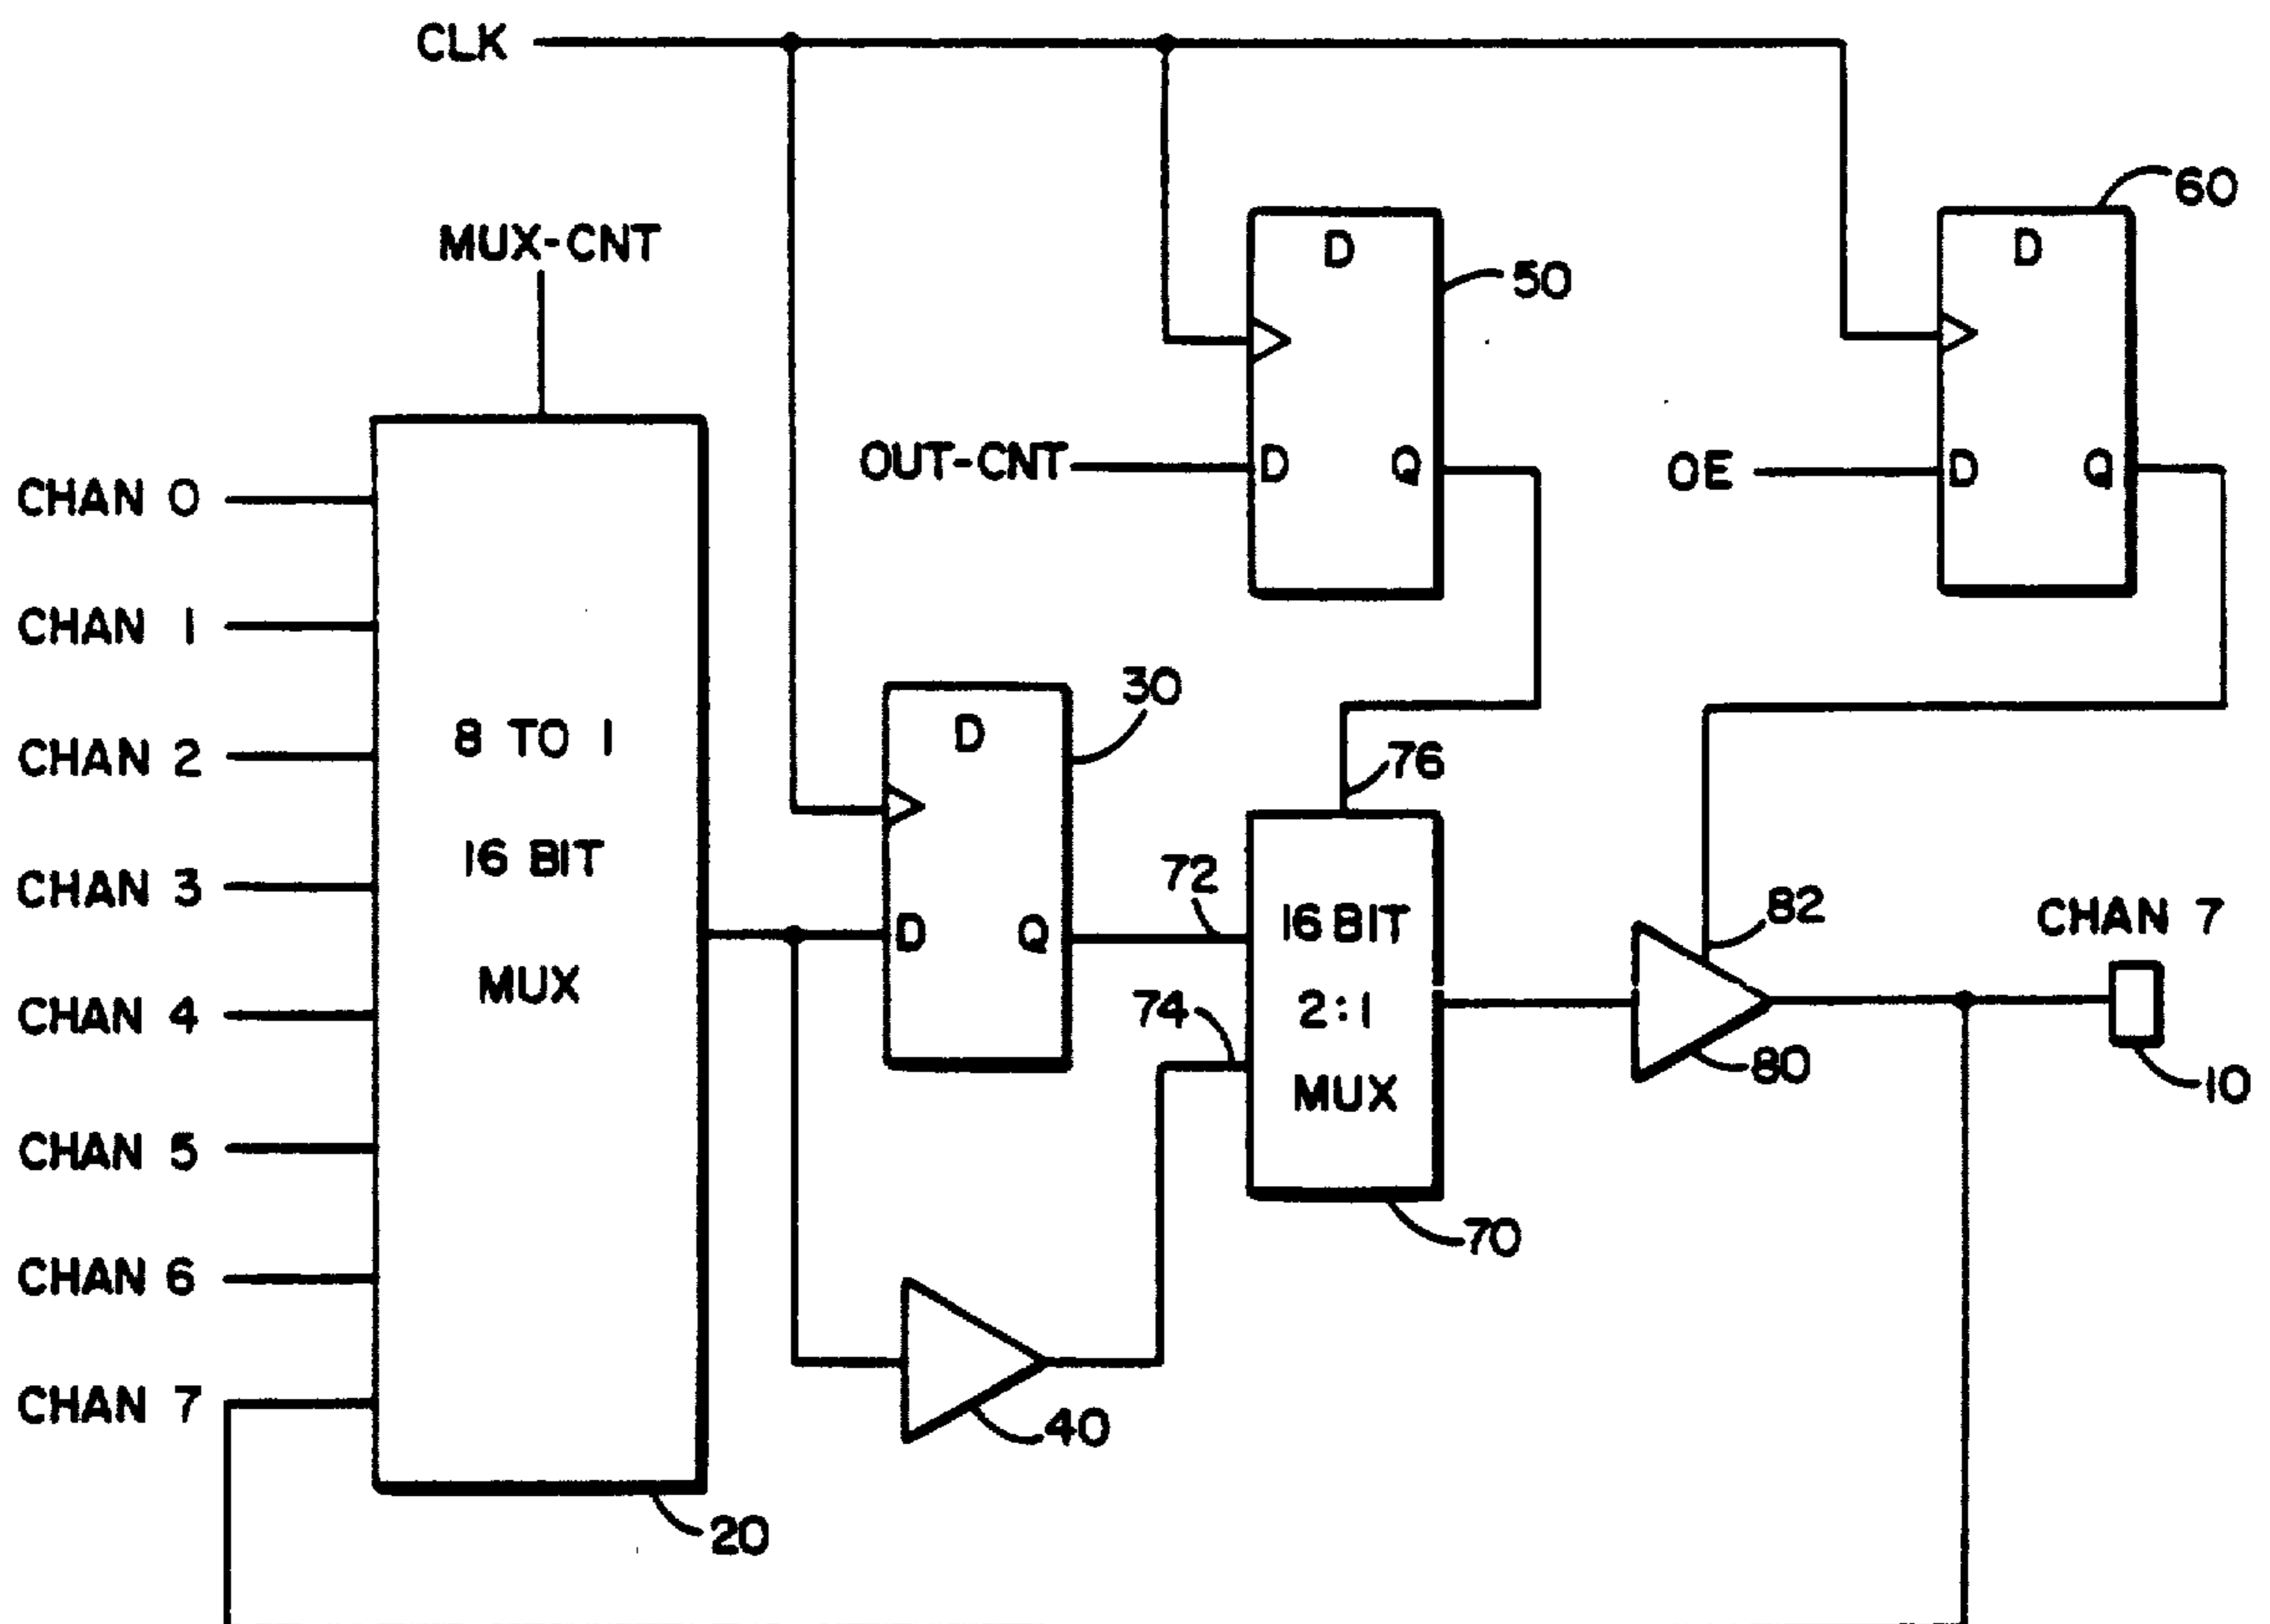 CLK
60
D
MUX-CNT
D
50
OUT-CNT
D
Q
OE
D
Q
CHAN 0
CHAN 1
30
CHAN 2
8 TO 1
D
76
CHAN 3
16 BIT
72
16 BIT
82
CHAN 7
D
Q
MUX
74
2:1
CHAN 4
80
10
MUX
CHAN 5
70
CHAN 6
CHAN 7
40
20